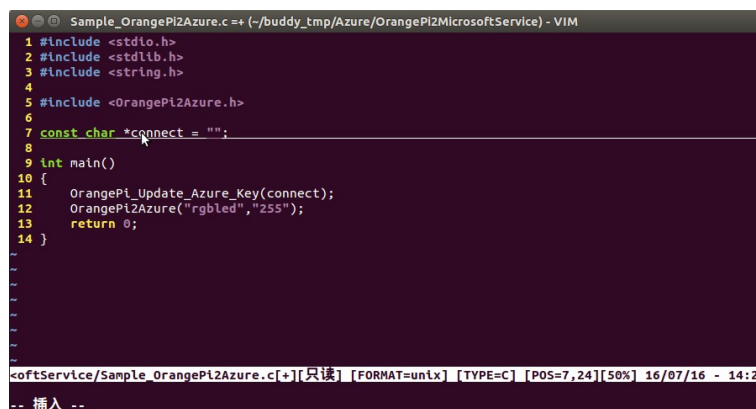 Sample_OrangePi2Azure.c =+ (~/buddy_tmp/Azure/OrangePi2MicrosoftService) - VIM
1 #include <stdio.h>
2 #include <stdlib.h>
3 #include <string.h>
4
5 #include <OrangePi2Azure.h>
6
7 const char *connect = "";
8
9 int main()
10 {
11 OrangePi_Update_Azure_Key(connect);
12 OrangePi2Azure("rgbled","255");
13 return 0;
14 }
~
~
~
~
~
~
~
~
<oftService/Sample_OrangePi2Azure.c[+][只读] [FORMAT=unix] [TYPE=C] [POS=7,24][50%] 16/07/16 - 14:2
-- 插入 --